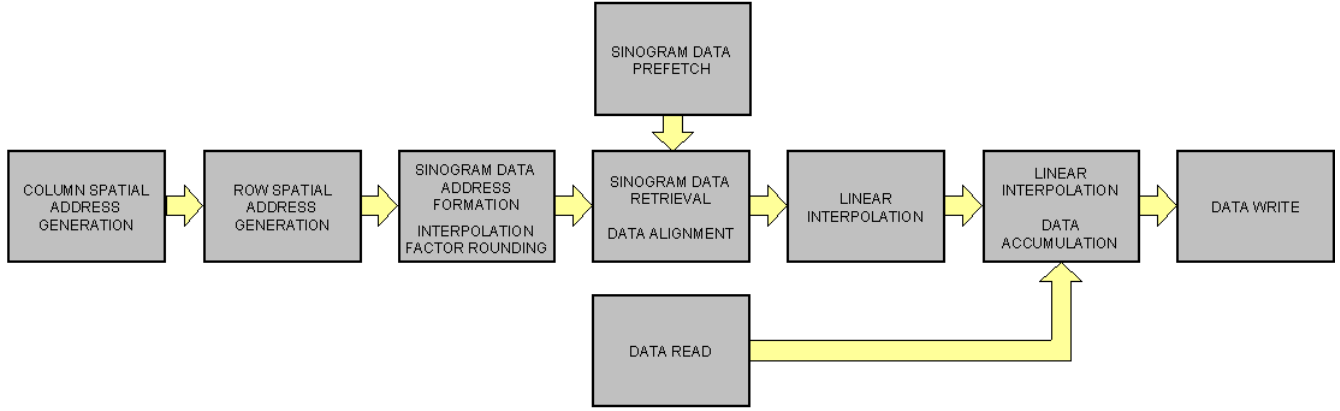 SINOGRAM DATA
PREFETCH
COLUMN SPATIAL
ADDRESS
GENERATION
ROW SPATIAL
ADDRESS
GENERATION
SINOGRAM DATA
ADDRESS
FORMATION
INTERPOLATION
FACTOR ROUNDING
SINOGRAM DATA
RETRIEVAL
DATA ALIGNMENT
LINEAR
INTERPOLATION
LINEAR
INTERPOLATION
DATA
ACCUMULATION
DATA WRITE
DATA READ